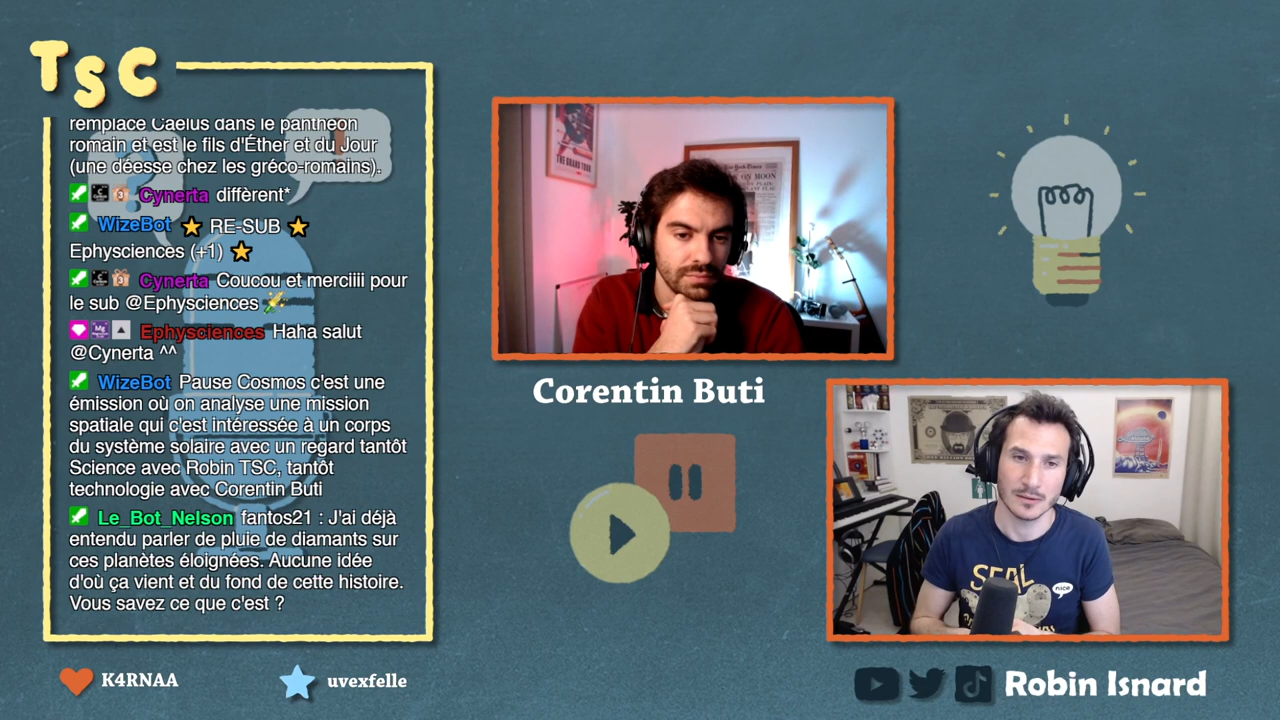 TSC
remplace Caelus dans le panthéon
romain et est le fils d'Éther et du Jour
(une déesse chez les gréco-romains).
Cynerta diffèrent*
WizeBot ⭐ RE-SUB ⭐
Ephysciences (+1) ⭐
Cynerta Coucou et merciiii pour
le sub @Ephysciences
Ephysciences Haha salut
@Cynerta ^^
WizeBot Pause Cosmos c'est une
émission où on analyse une mission
spatiale qui c'est intéressée à un corps
du système solaire avec un regard tantôt
Science avec Robin TSC, tantôt
technologie avec Corentin Buti
Le_Bot_Nelson fantos21 : J'ai déjà
entendu parler de pluie de diamants sur
ces planètes éloignées. Aucune idée
d'où ça vient et du fond de cette histoire.
Vous savez ce que c'est ?
K4RNAA
uvexfelle
THE GRAND TOUR
Corentin Buti
SEAL
nice
Robin Isnard